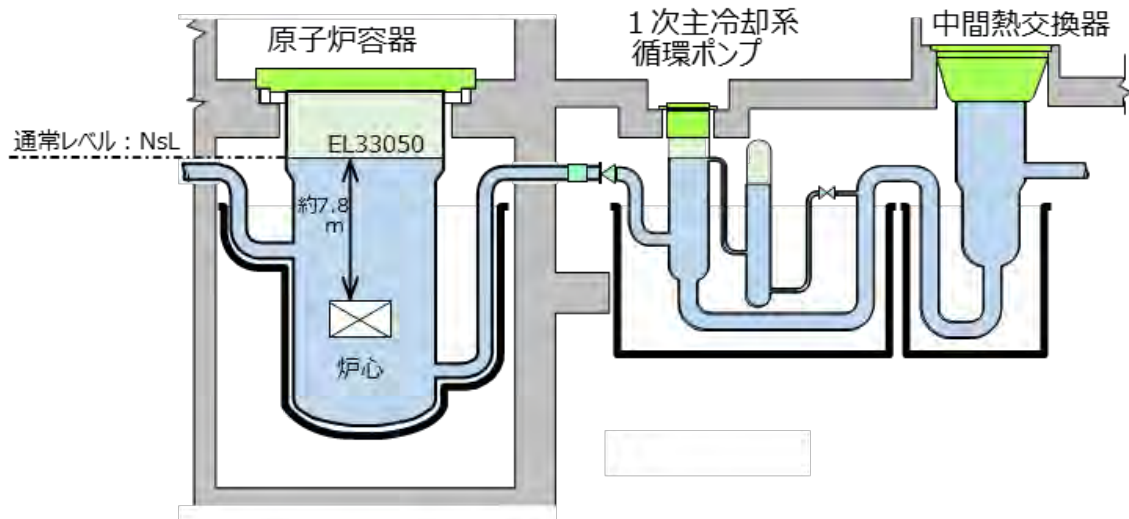 原子炉容器
１次主冷却系
循環ポンプ
中間熱交換器
通常レベル：NsL
EL33050
約7.8
m
炉心